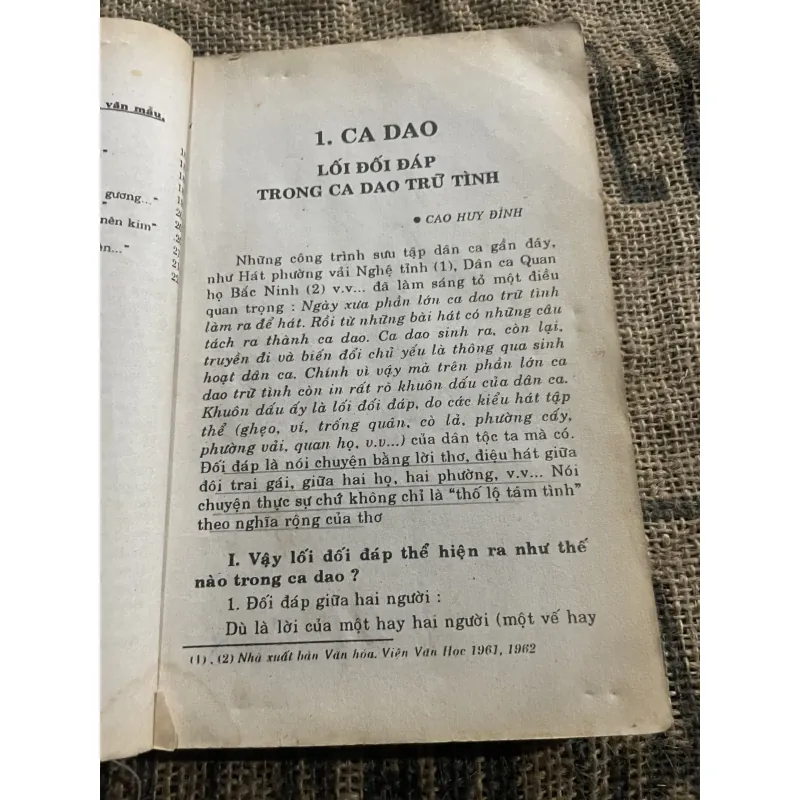 văn mẫu.
"
gương..."
nên kim"
ện..."
1. CA DAO
LỐI ĐỐI ĐÁP
TRONG CA DAO TRỮ TÌNH
• CAO HUY ĐỈNH
Những công trình sưu tập dân ca gần đây,
như Hát phường vải Nghệ tỉnh (1), Dân ca Quan
họ Bắc Ninh (2) v.v... đã làm sáng tỏ một điều
quan trọng : Ngày xưa phần lớn ca dao trữ tình
làm ra để hát. Rồi từ những bài hát có những câu
tách ra thành ca dao. Ca dao sinh ra, còn lại,
truyền đi và biến đổi chủ yếu là thông qua sinh
hoạt dân ca. Chính vì vậy mà trên phần lớn ca
dao trữ tình còn in rất rõ khuôn dấu của dân ca.
Khuôn dấu ấy là lối đối đáp, do các kiểu hát tập
thể (ghẹo, ví, trống quân, cò lả, phường cấy,
phường vải, quan họ, v.v...) của dân tộc ta mà có.
Đối đáp là nói chuyện bằng lời thơ, điệu hát giữa
đôi trai gái, giữa hai họ, hai phường, v.v... Nói
chuyện thực sự chứ không chỉ là "thổ lộ tâm tình"
theo nghĩa rộng của thơ
I. Vậy lối đối đáp thể hiện ra như thế
nào trong ca dao ?
1. Đối đáp giữa hai người :
Dù là lời của một hay hai người (một vế hay
(1) , (2) Nhà xuất bản Văn hóa. Viện Văn Học 1961, 1962